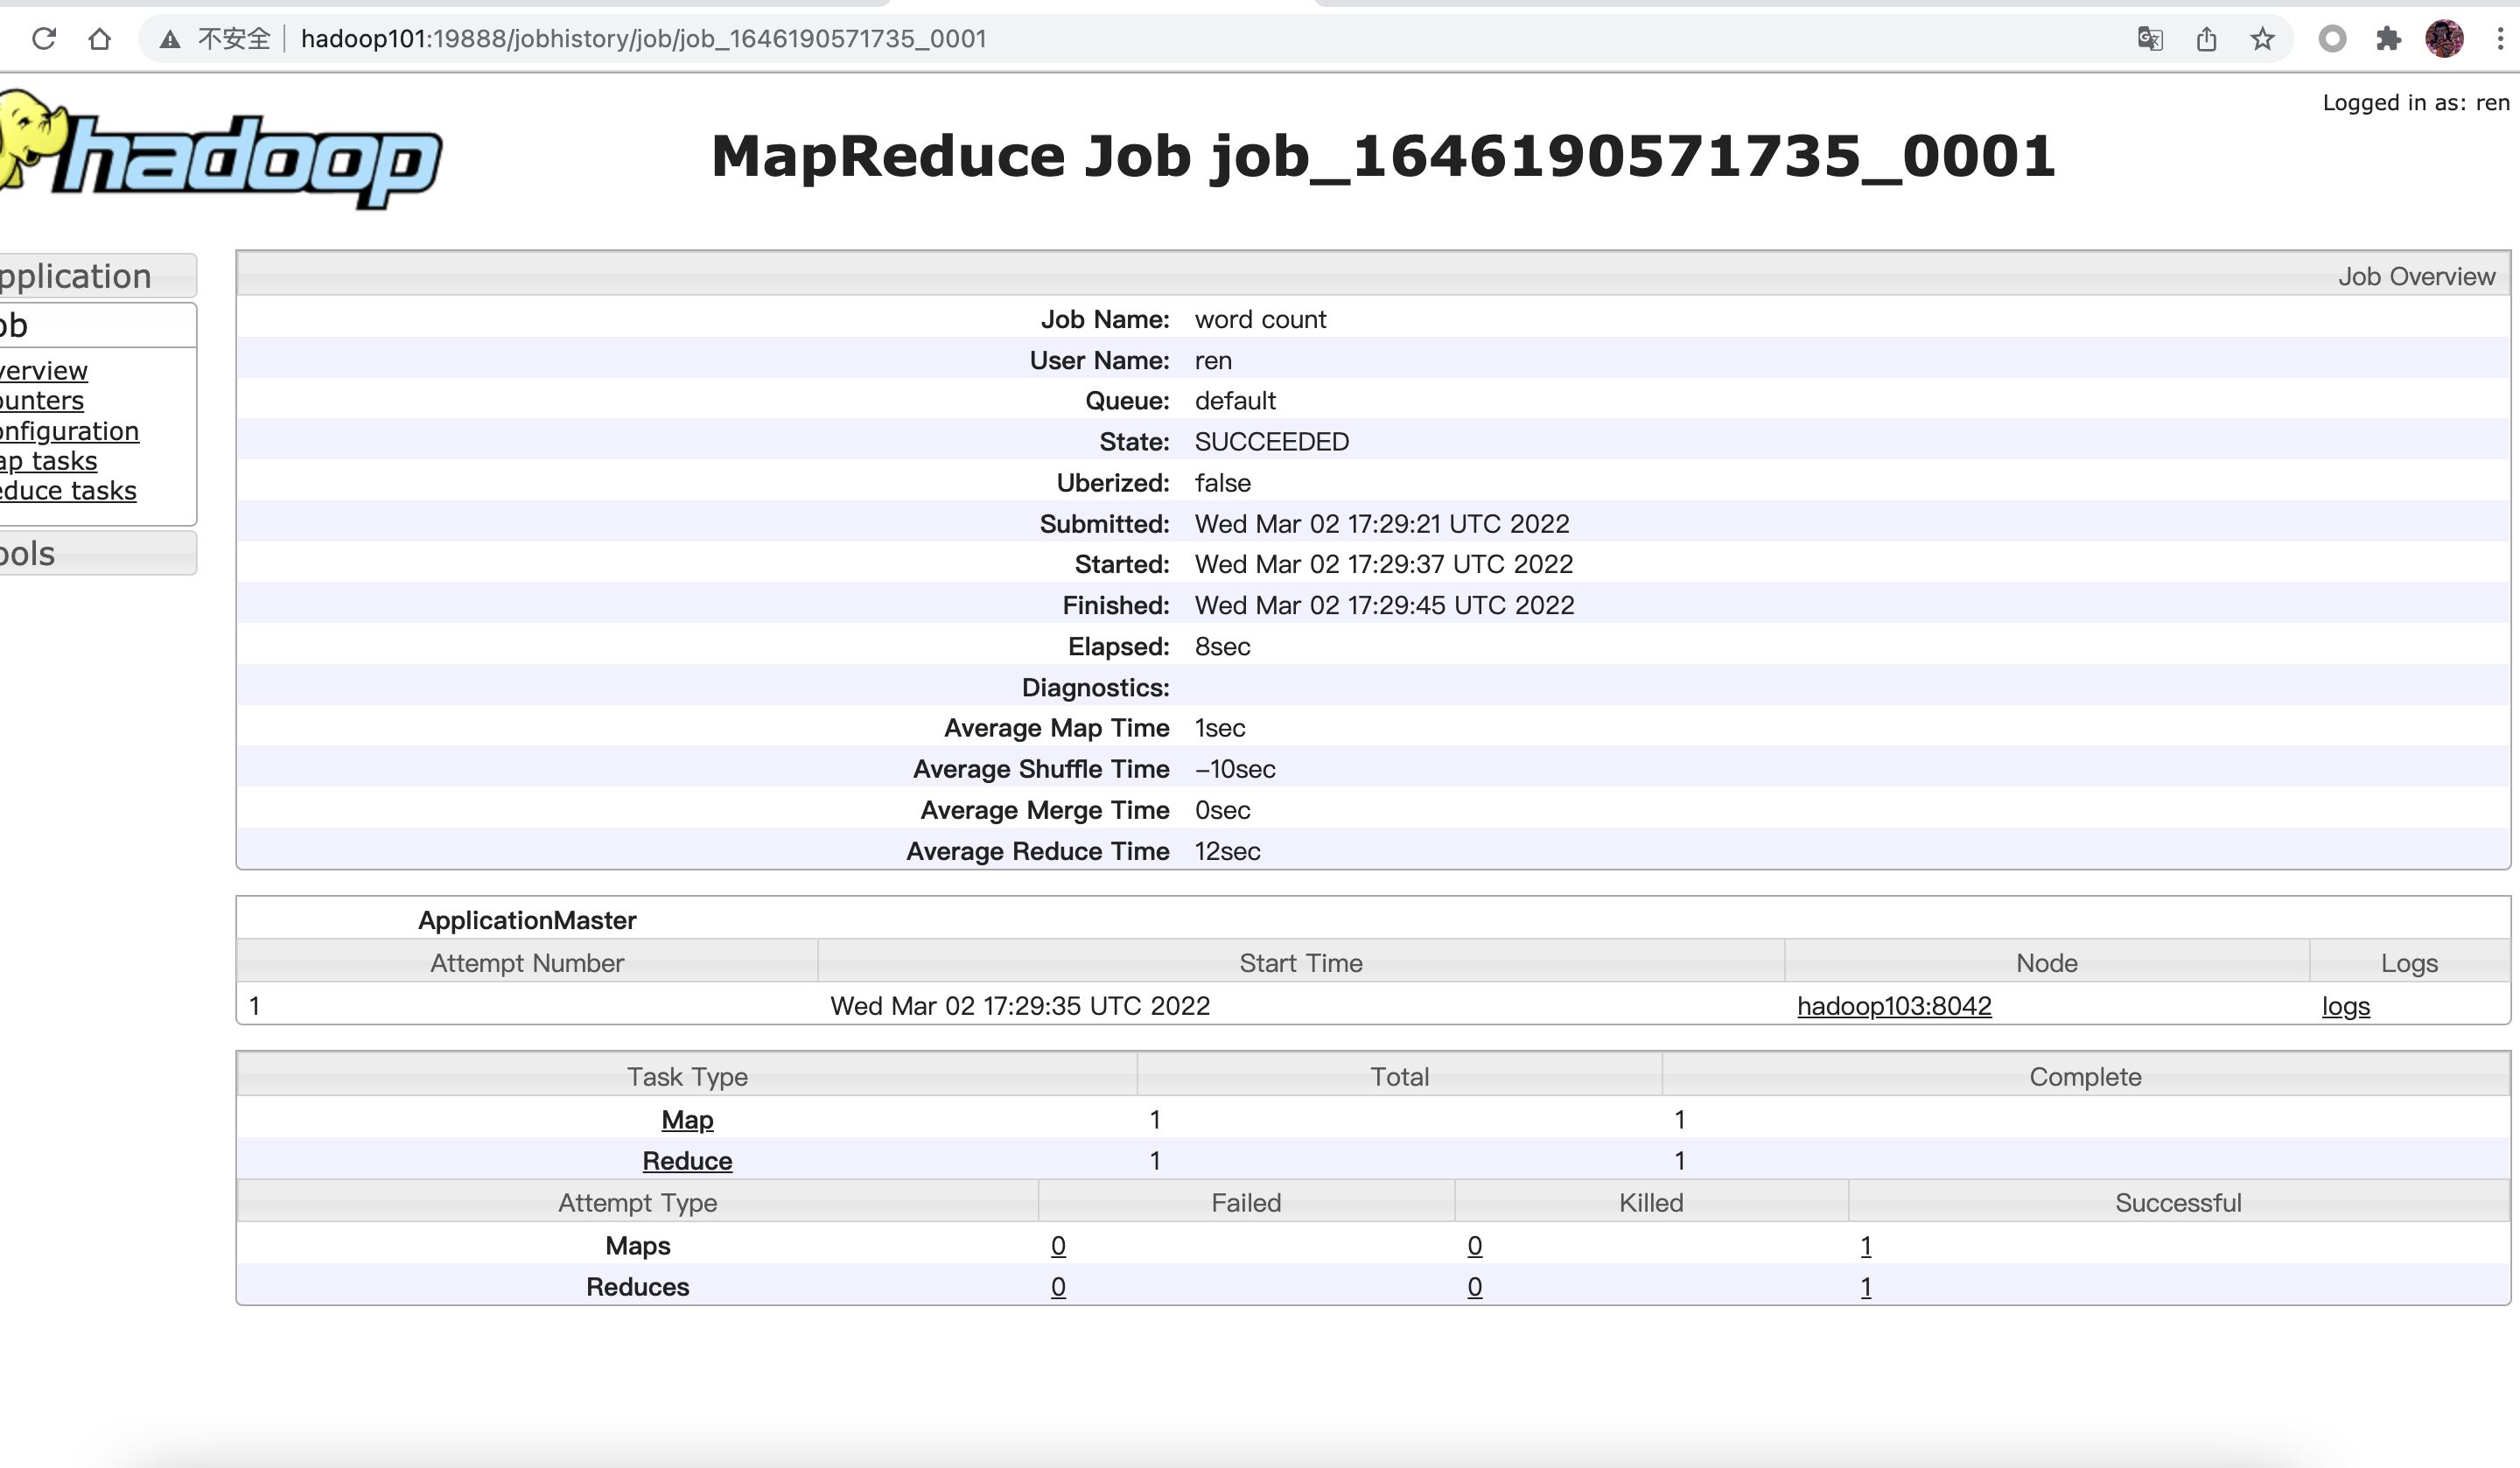 不安全 hadoop101:19888/jobhistory/job/job_1646190571735_0001
Logged in as: ren
hadoop
MapReduce Job job_1646190571735_0001
pplication
ob
verview
ounters
onfiguration
ap tasks
educe tasks
ools
Job Overview
Job Name: word count
User Name: ren
Queue: default
State: SUCCEEDED
Uberized: false
Submitted: Wed Mar 02 17:29:21 UTC 2022
Started: Wed Mar 02 17:29:37 UTC 2022
Finished: Wed Mar 02 17:29:45 UTC 2022
Elapsed: 8sec
Diagnostics:
Average Map Time 1sec
Average Shuffle Time –10sec
Average Merge Time 0sec
Average Reduce Time 12sec
ApplicationMaster
Attempt Number Start Time Node Logs
1 Wed Mar 02 17:29:35 UTC 2022 hadoop103:8042 logs
Task Type Total Complete
Map 1 1
Reduce 1 1
Attempt Type Failed Killed Successful
Maps 0 0 1
Reduces 0 0 1